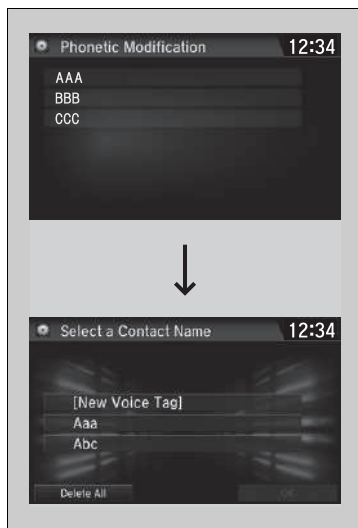 Phonetic Modification 12:34
AAA
BBB
CCC
Select a Contact Name 12:34
[New Voice Tag]
Aaa
Abc
Delete All OK